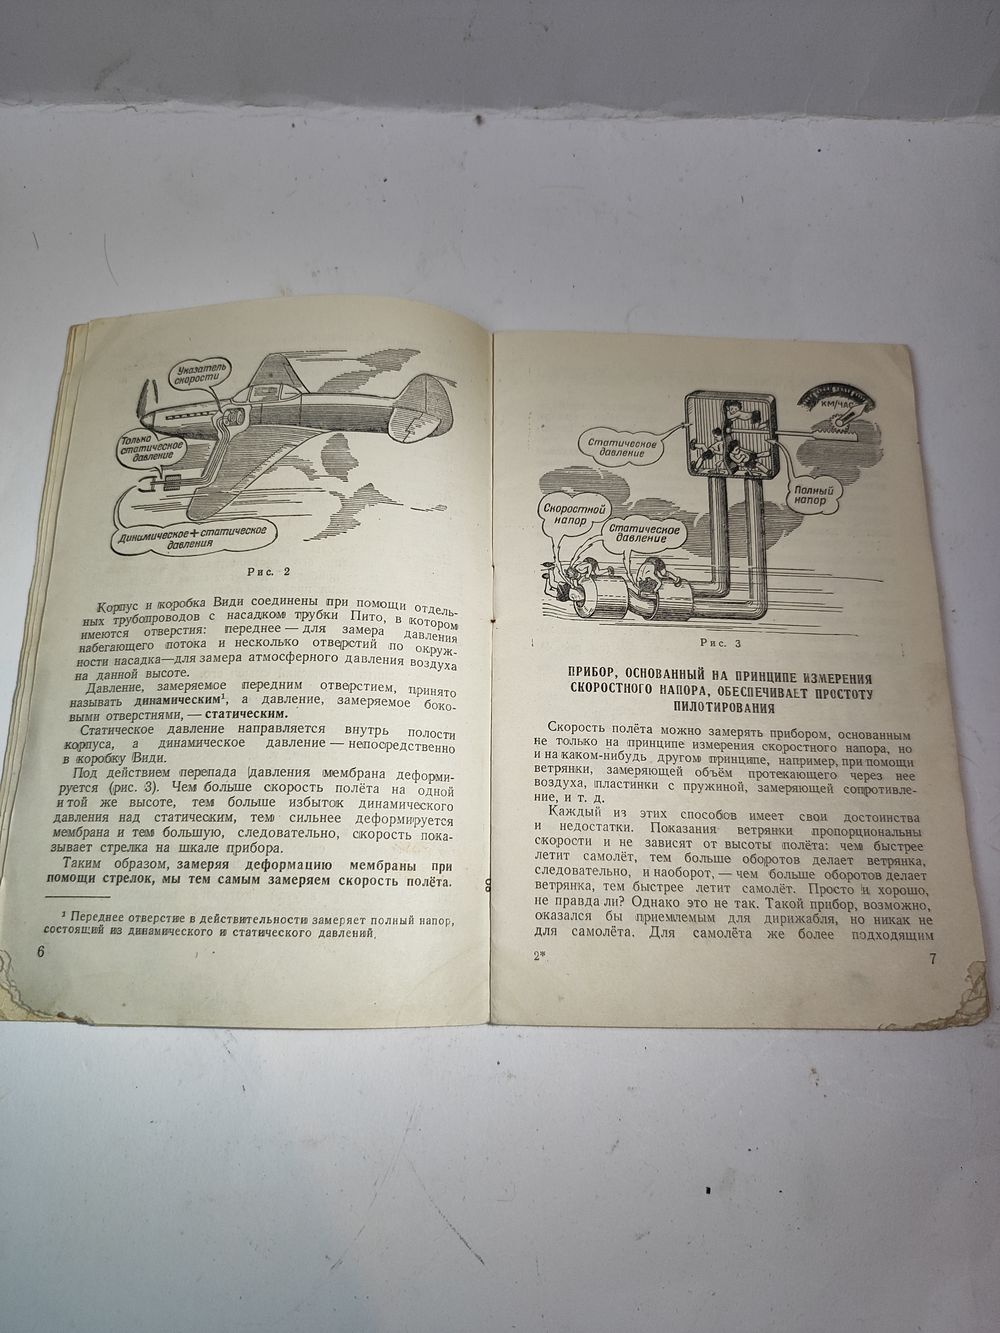 Указатель
скорости
Только
статическое
давление
Динамическое+статическое
давления
Рис. 2
Корпус и коробка Види соединены при помощи отдель-
ных трубопроводов с насадком трубки Пито, в котором
имеются отверстия: переднее — для замера давления
набегающего потока и несколько отверстий по окруж-
ности насадка—для замера атмосферного давления воздуха
на данной высоте.
Давление, замеряемое передним отверстием, принято
называть динамическим¹, а давление, замеряемое боко-
выми отверстиями, — статическим.
Статическое давление направляется внутрь полости
корпуса, а динамическое давление — непосредственно
в коробку Види.
Под действием перепада давления мембрана деформи-
руется (рис. 3). Чем больше скорость полёта на одной
и той же высоте, тем больше избыток динамического
давления над статическим, тем сильнее деформируется
мембрана и тем большую, следовательно, скорость пока-
зывает стрелка на шкале прибора.
Таким образом, замеряя деформацию мембраны при
помощи стрелок, мы тем самым замеряем скорость полёта.
¹ Переднее отверстие в действительности замеряет полный напор,
состоящий из динамического и статического давлений.
6
КМ/ЧАС
Статическое
давление
Полный
напор
Скоростной
напор
Статическое
давление
Рис. 3
ПРИБОР, ОСНОВАННЫЙ НА ПРИНЦИПЕ ИЗМЕРЕНИЯ
СКОРОСТНОГО НАПОРА, ОБЕСПЕЧИВАЕТ ПРОСТОТУ
ПИЛОТИРОВАНИЯ
Скорость полёта можно замерять прибором, основанным
не только на принципе измерения скоростного напора, но
и на каком-нибудь другом принципе, например, при помощи
ветрянки, замеряющей объём протекающего через нее
воздуха, пластинки с пружиной, замеряющей сопротивле-
ние, и т. д.
Каждый из этих способов имеет свои достоинства
и недостатки. Показания ветрянки пропорциональны
скорости и не зависят от высоты полёта: чем быстрее
летит самолёт, тем больше оборотов делает ветрянка,
следовательно, и наоборот, — чем больше оборотов делает
ветрянка, тем быстрее летит самолёт. Просто и хорошо,
не правда ли? Однако это не так. Такой прибор, возможно,
оказался бы приемлемым для дирижабля, но никак не
для самолёта. Для самолёта же более подходящим
2*
7